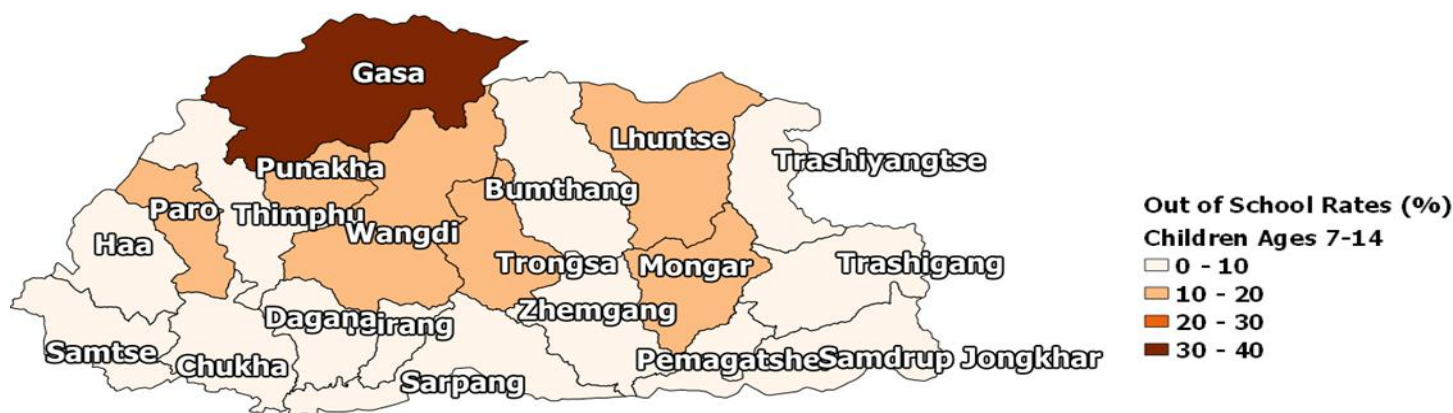 Gasa
Lhuntse
Punakha
Trashiyangtse
Bumthang
Paro
Thimphu
Wangdi
Haa
Trongsa
Mongar
Trashigang
Zhemgang
Dagana
Samtse
Chukha
Pemagatshe
Samdrup Jongkhar
Sarpang
Out of School Rates (%)
Children Ages 7-14
0 - 10
10 - 20
20 - 30
30 - 40